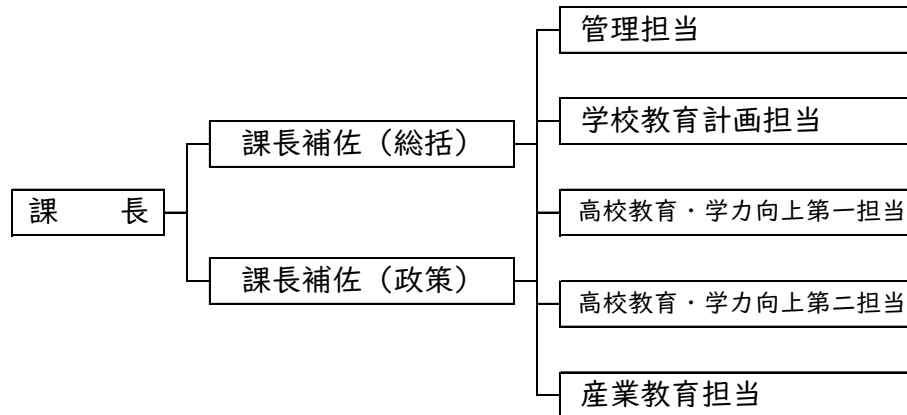 課　　長
課長補佐（総括）
課長補佐（政策）
管理担当
学校教育計画担当
高校教育・学力向上第一担当
高校教育・学力向上第二担当
産業教育担当